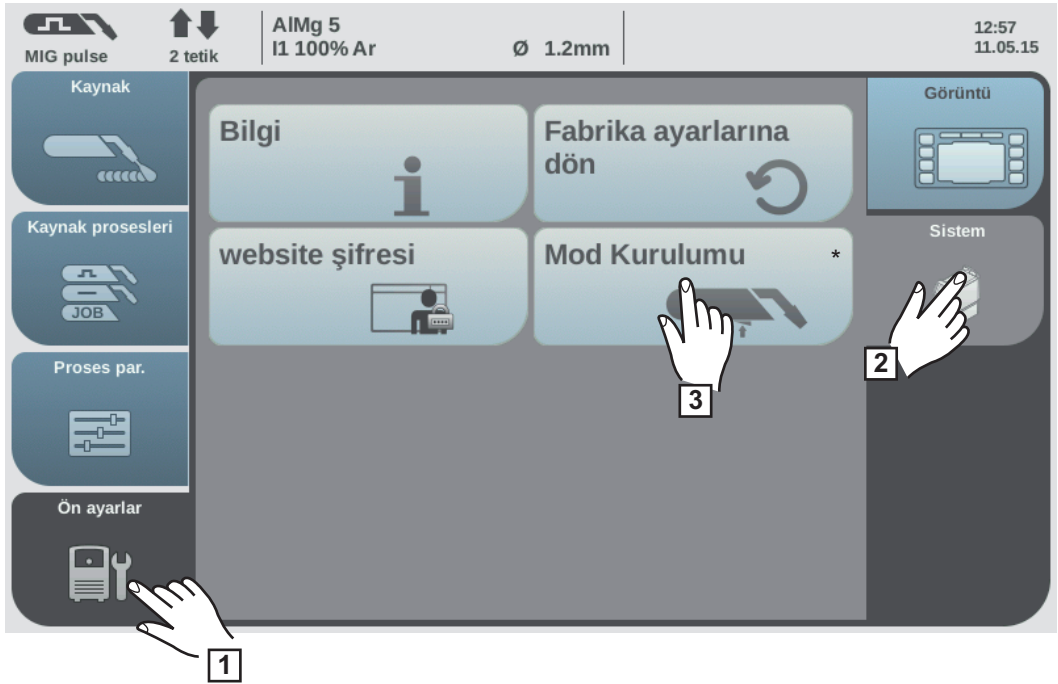 MIG pulse
2 tetik
AlMg 5
I1 100% Ar Ø 1.2mm
12:57
11.05.15
Kaynak
Kaynak prosesleri
JOB
Proses par.
Ön ayarlar
Bilgi
Fabrika ayarlarına
dön
website şifresi
Mod Kurulumu *
Görüntü
Sistem
1
2
3